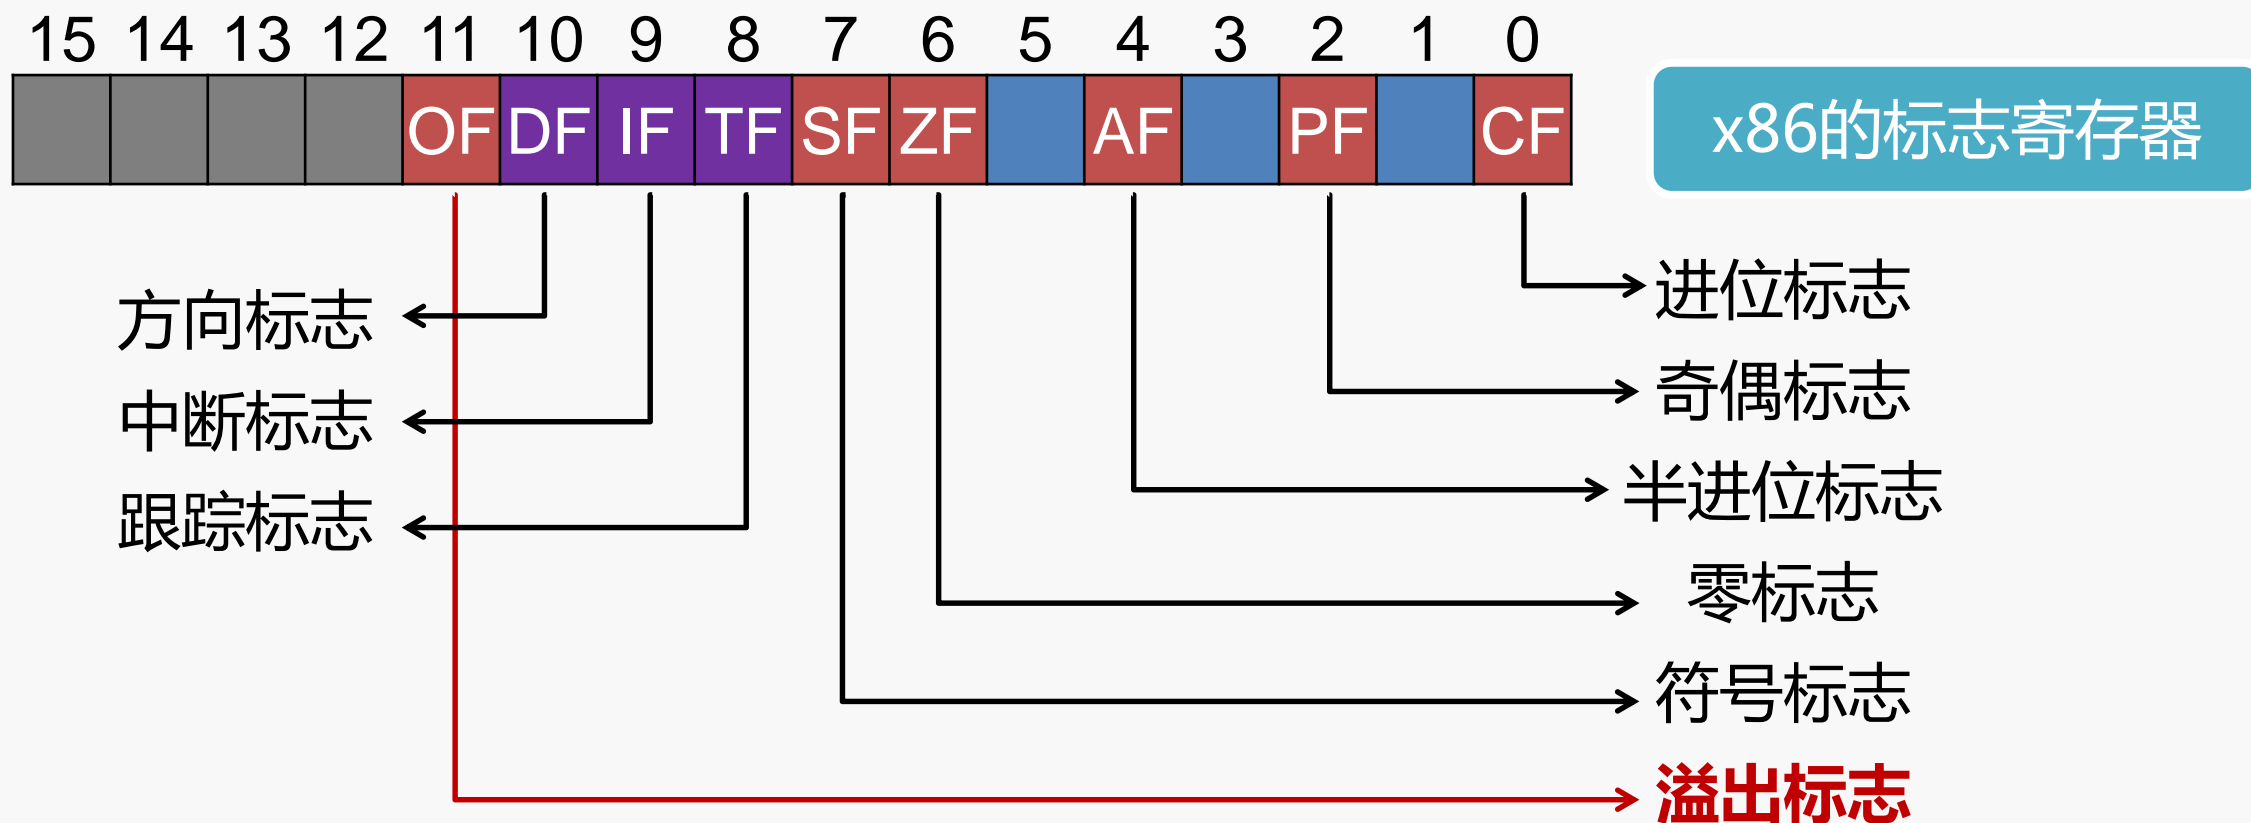 15 14 13 12 11 10 9 8 7 6 5 4 3 2 1 0
OF DF IF TF SF ZF AF PF CF
x86的标志寄存器
方向标志
中断标志
跟踪标志
进位标志
奇偶标志
半进位标志
零标志
符号标志
溢出标志